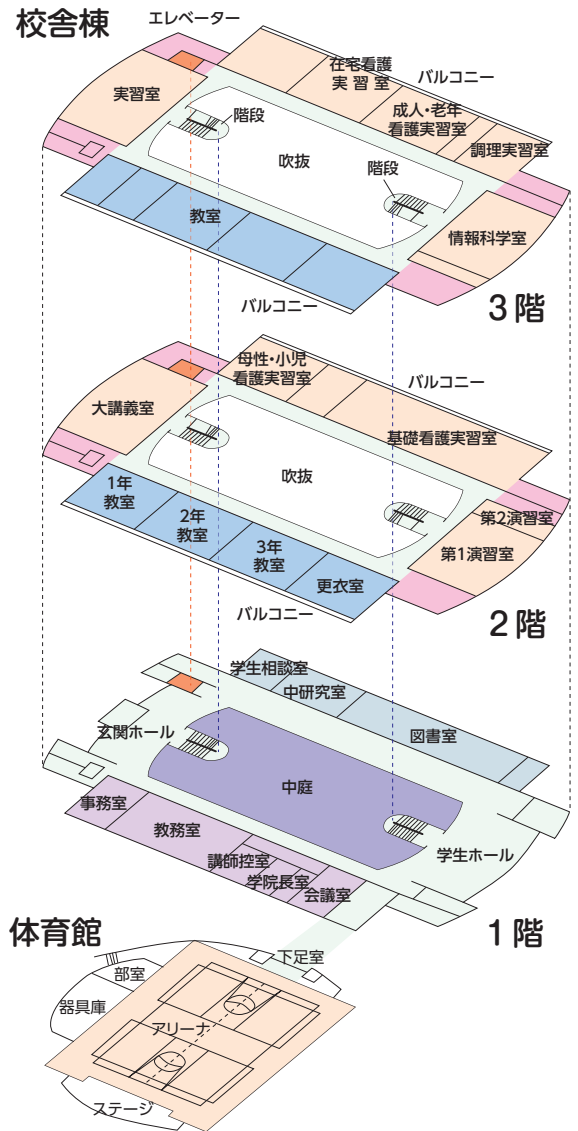 校舎棟
エレベーター
在宅看護
実習室
バルコニー
実習室
成人・老年
看護実習室
階段
調理実習室
吹抜
階段
教室
情報科学室
バルコニー
3階
母性・小児
看護実習室
バルコニー
大講義室
基礎看護実習室
吹抜
1年
教室
2年
教室
第2演習室
3年
教室
第1演習室
更衣室
バルコニー
2階
学生相談室
中研究室
玄関ホール
図書室
中庭
事務室
教務室
講師控室
学生ホール
学院長室
会議室
1階
体育館
下足室
部室
器具庫
アリーナ
ステージ